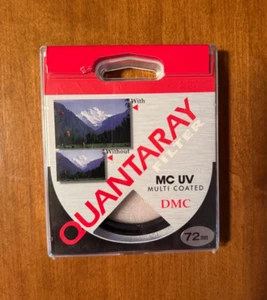 With
Without
QUANTARAY
FILTER
MC UV
MULTI COATED
DMC
72mm